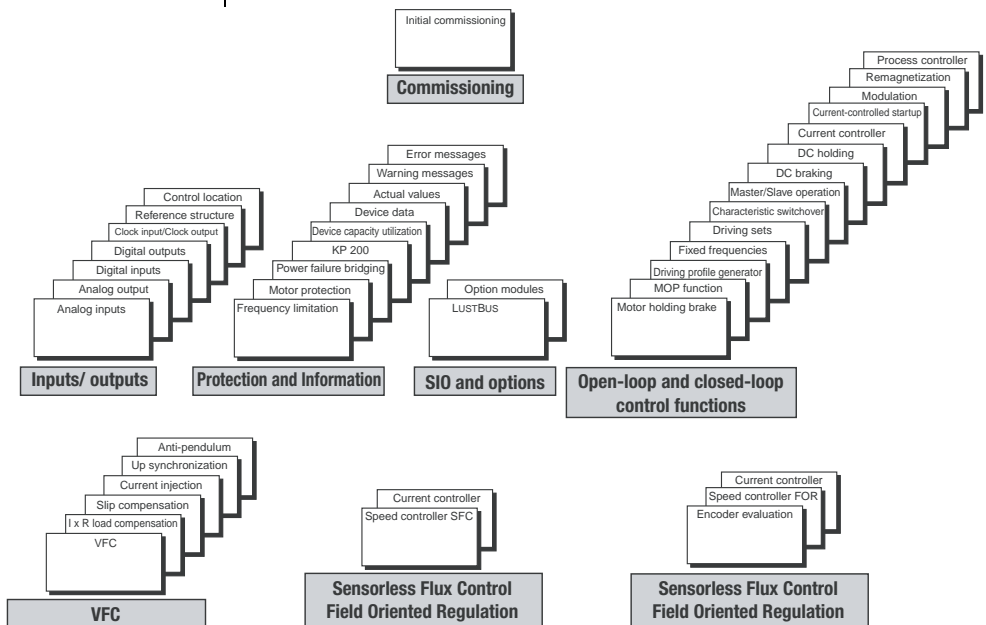 Initial commissioning
Commissioning
Control location
Reference structure
Clock input/Clock output
Digital outputs
Digital inputs
Analog output
Analog inputs
Inputs/ outputs
Error messages
Warning messages
Actual values
Device data
Device capacity utilization
KP 200
Power failure bridging
Motor protection
Frequency limitation
Protection and Information
Option modules
LUSTBUS
SIO and options
Process controller
Remagnetization
Modulation
Current-controlled startup
Current controller
DC holding
DC braking
Master/Slave operation
Characteristic switchover
Driving sets
Fixed frequencies
Driving profile generator
MOP function
Motor holding brake
Open-loop and closed-loop
control functions
Anti-pendulum
Up synchronization
Current injection
Slip compensation
I x R load compensation
VFC
VFC
Current controller
Speed controller SFC
Sensorless Flux Control
Field Oriented Regulation
Current controller
Speed controller FOR
Encoder evaluation
Sensorless Flux Control
Field Oriented Regulation